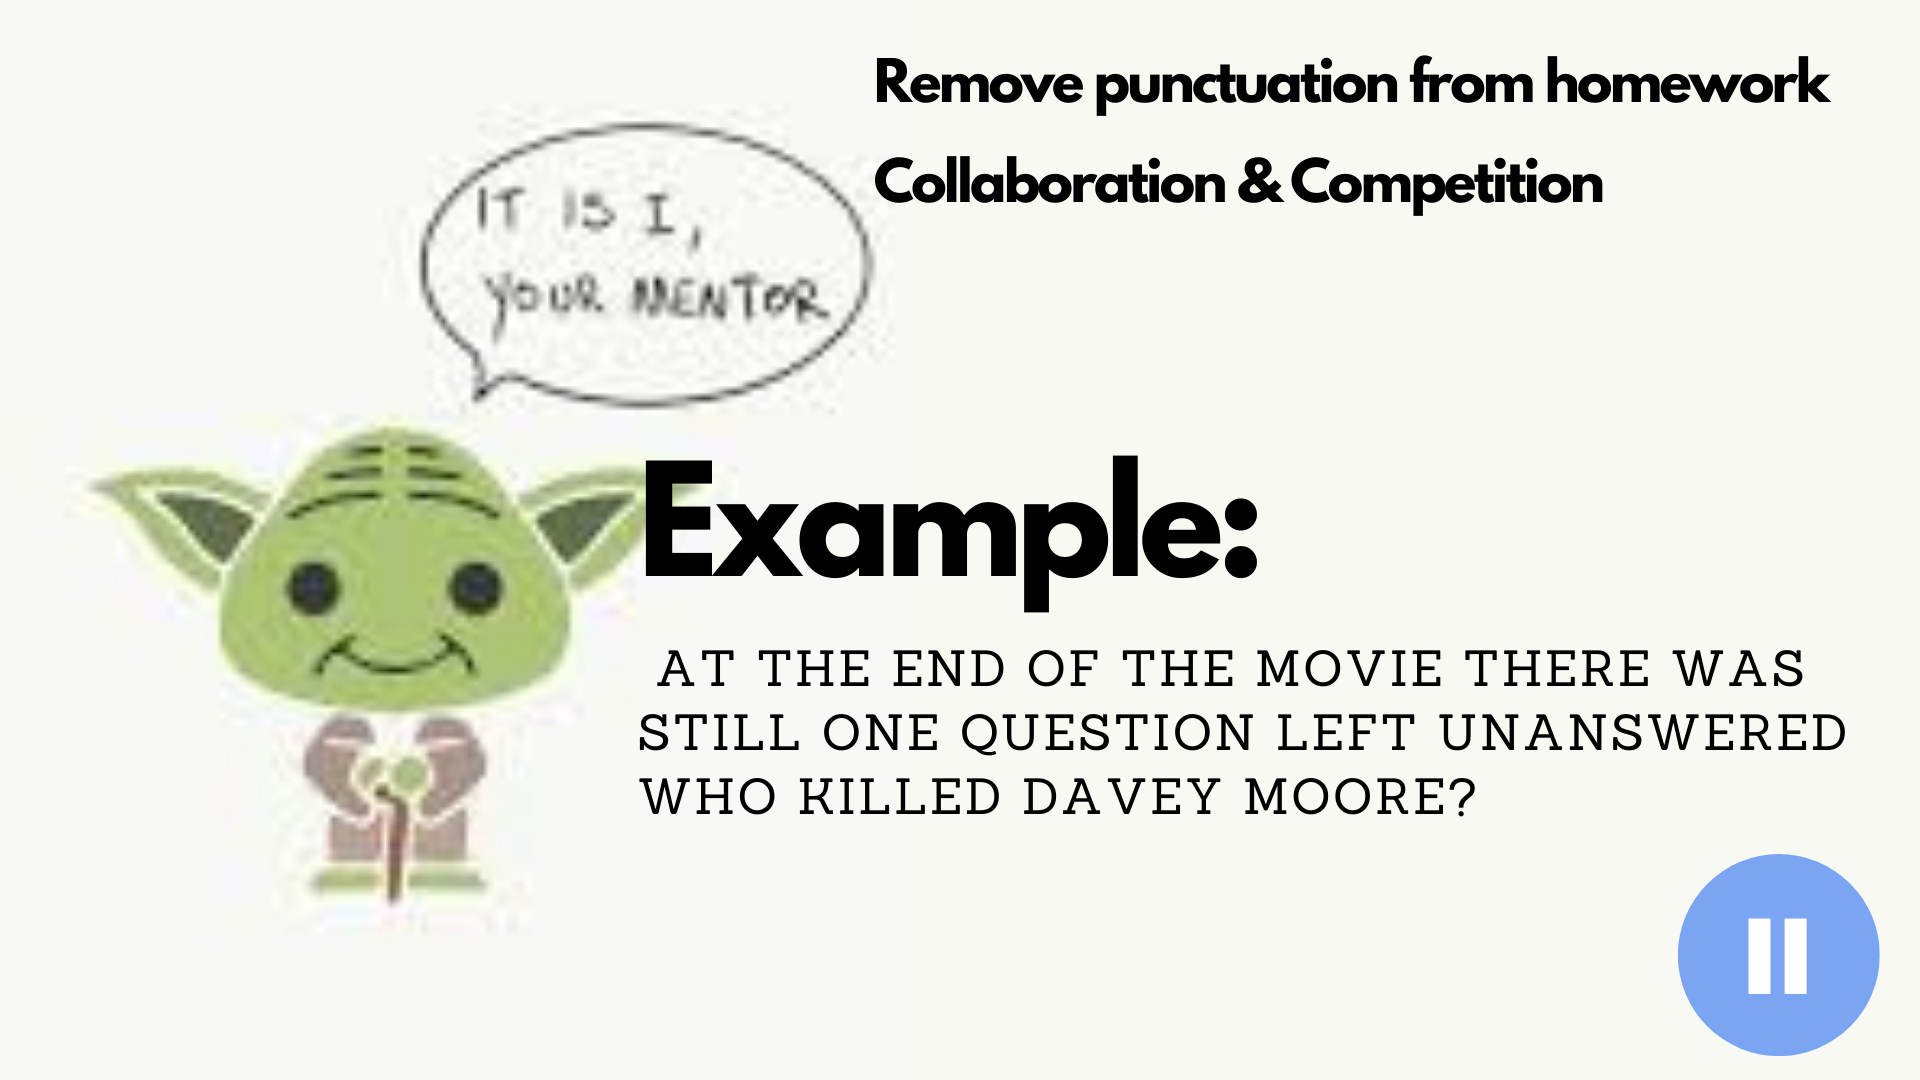 Remove punctuation from homework
Collaboration & Competition
IT IS I,
YOUR MENTOR
Example:
AT THE END OF THE MOVIE THERE WAS
STILL ONE QUESTION LEFT UNANSWERED
WHO KILLED DAVEY MOORE?